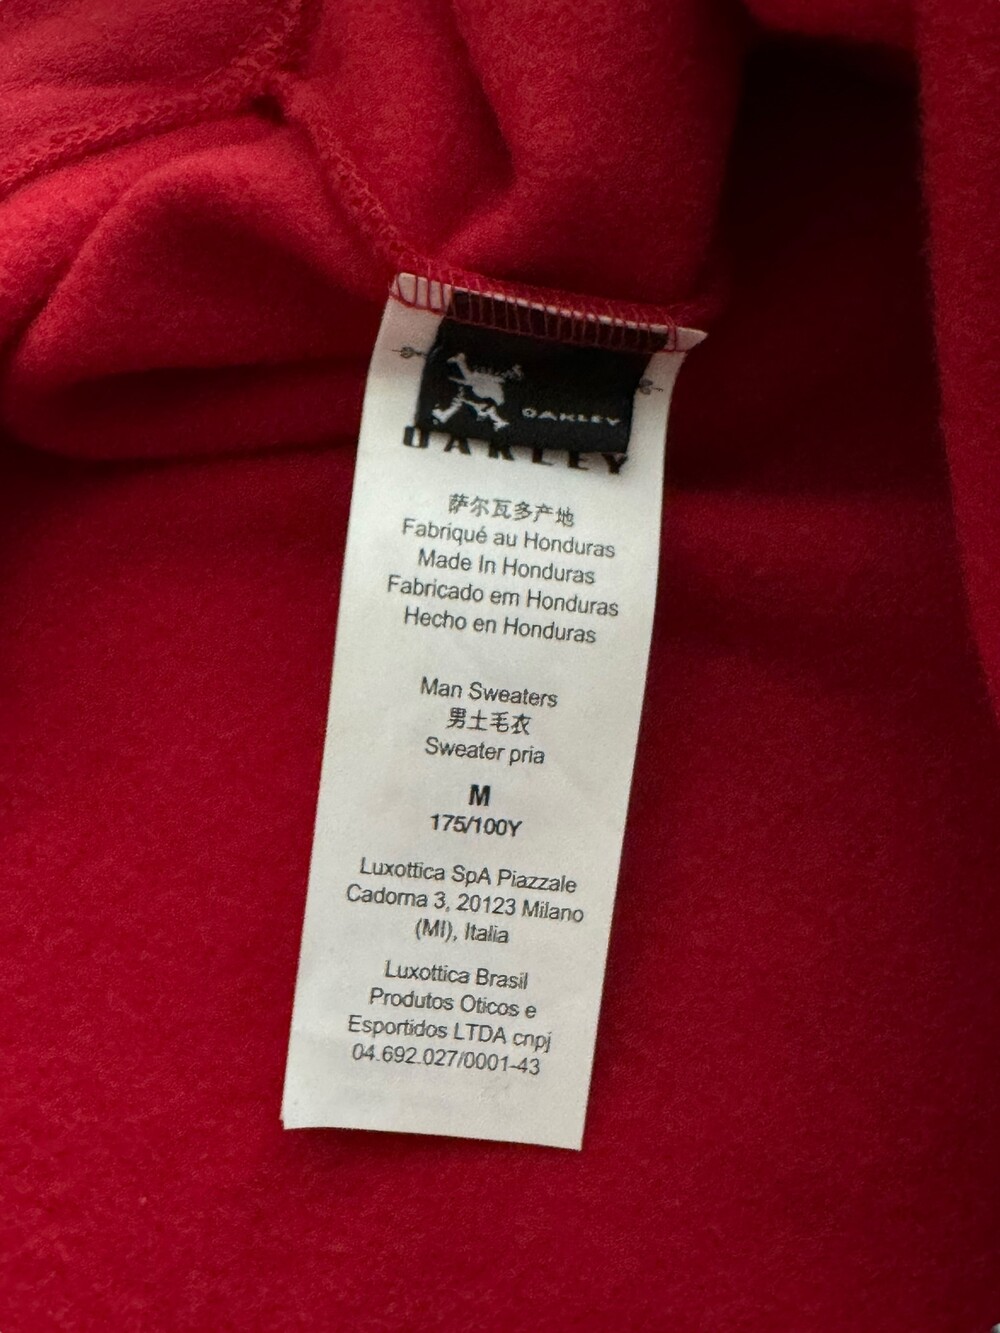 OAKLEY
OAKLEY
萨尔瓦多产地
Fabriqué au Honduras
Made In Honduras
Fabricado em Honduras
Hecho en Honduras
Man Sweaters
男士毛衣
Sweater pria
M
175/100Y
Luxottica SpA Piazzale
Cadorna 3, 20123 Milano
(MI), Italia
Luxottica Brasil
Produtos Oticos e
Esportidos LTDA cnpj
04.692.027/0001-43